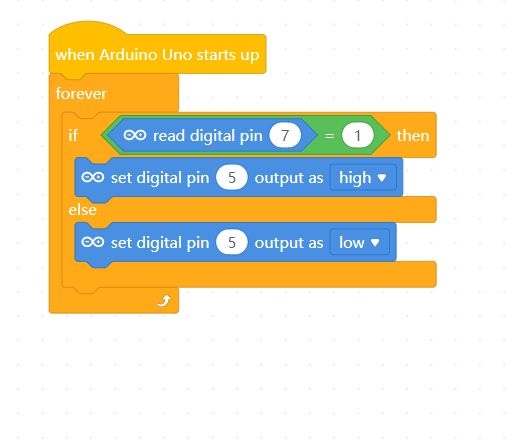 when Arduino Uno starts up
forever
if read digital pin 7 = 1 then
set digital pin 5 output as high
else
set digital pin 5 output as low